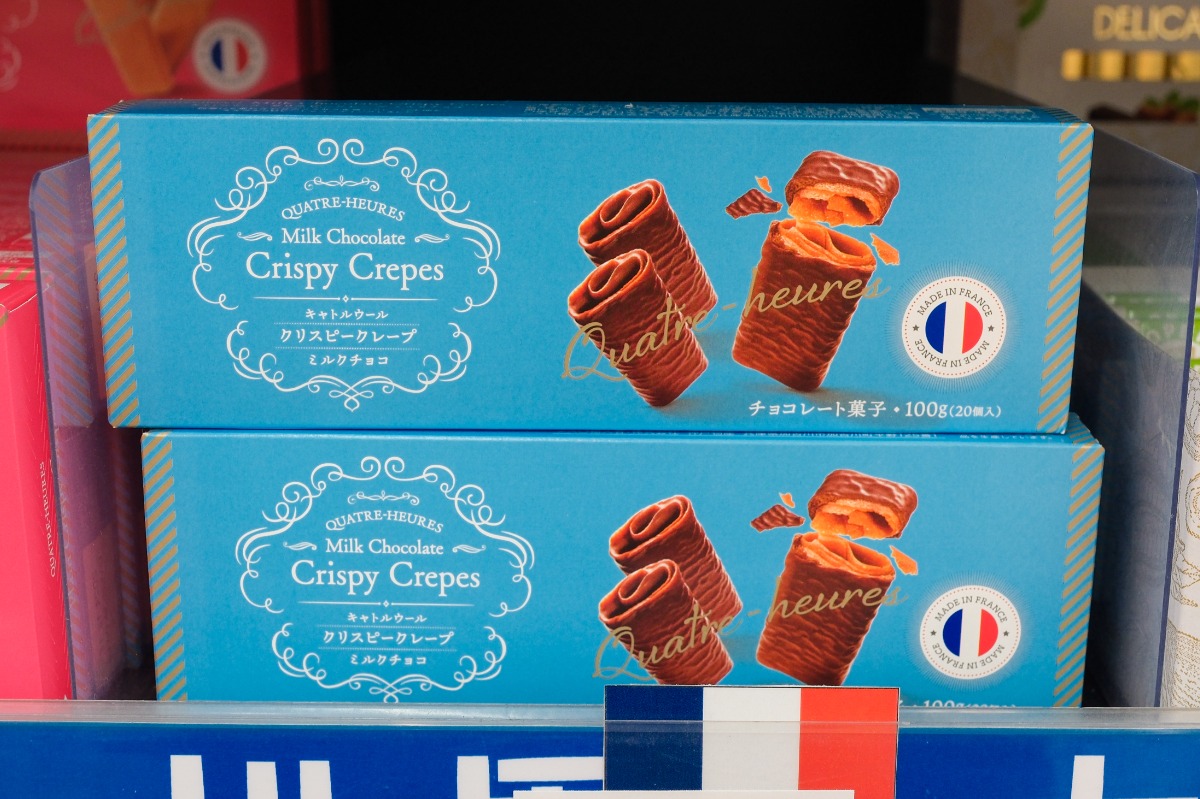 DELICA
QUATRE-HEURES
Milk Chocolate
Crispy Crepes
キャトルウール
クリスピークレープ
ミルクチョコ
Quatre-heures
MADE IN FRANCE
MADE IN FRANCE
チョコレート菓子・100g(20個入)
QUATRE-HEURES
Milk Chocolate
Crispy Crepes
キャトルウール
クリスピークレープ
ミルクチョコ
Quatre-heures
MADE IN FRANCE
MADE IN FRANCE
QUATRE-HEURES